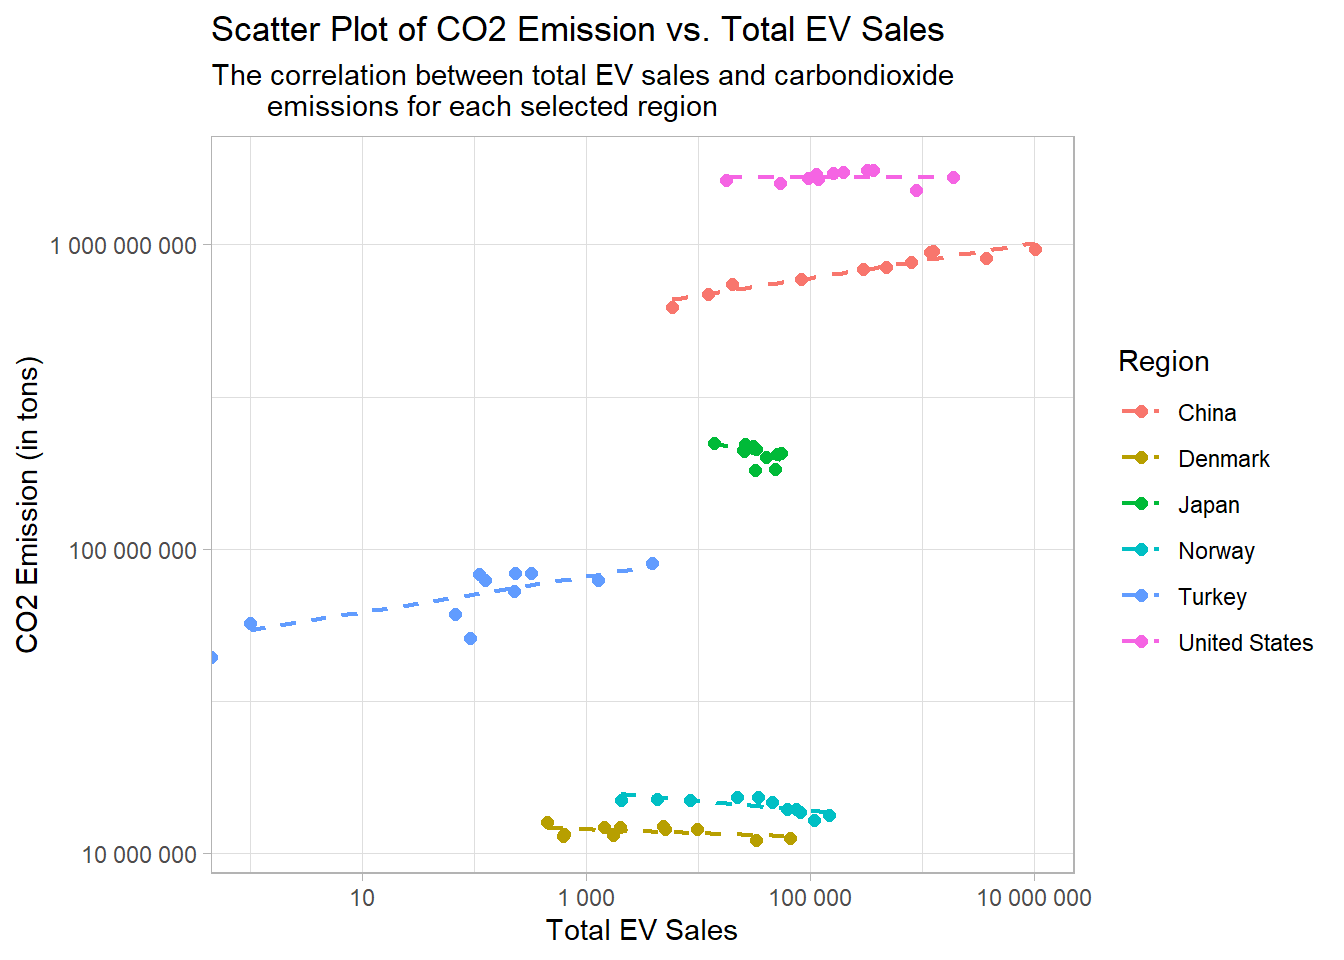 Scatter Plot of CO2 Emission vs. Total EV Sales
The correlation between total EV sales and carbondioxide
emissions for each selected region
CO2 Emission (in tons)
1 000 000 000
100 000 000
10 000 000
10
1 000
100 000
10 000 000
Total EV Sales
Region
China
Denmark
Japan
Norway
Turkey
United States